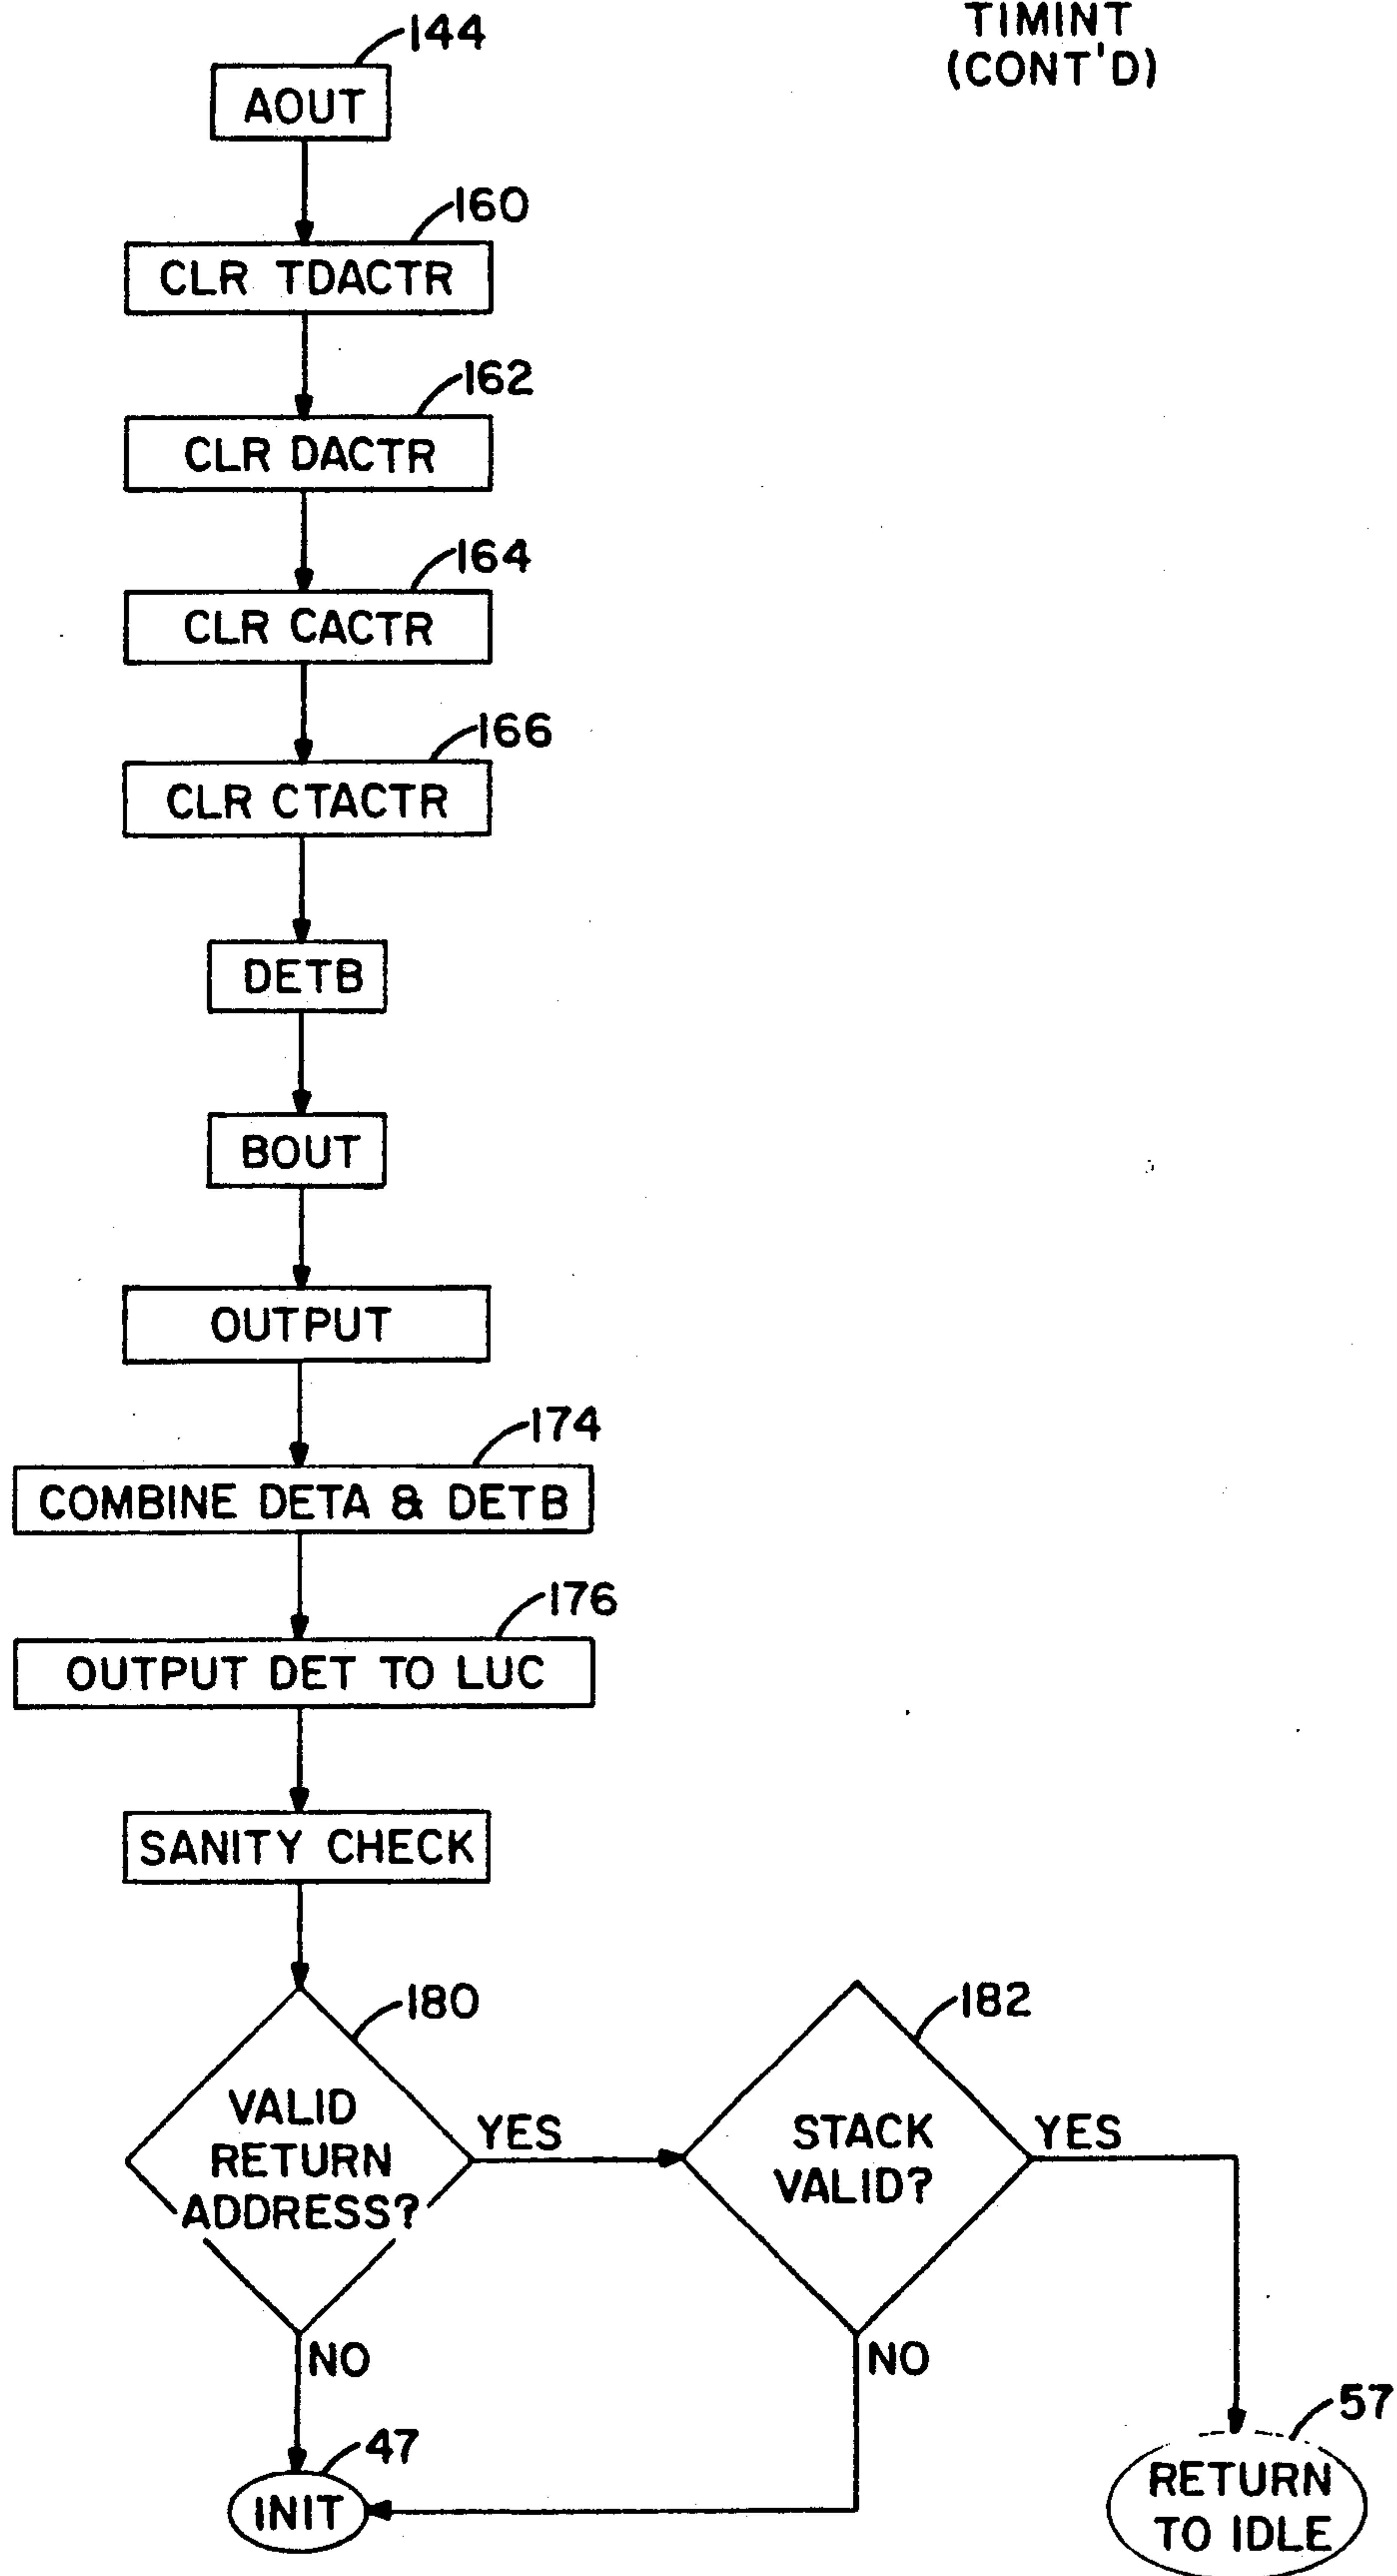 TIMINT
(CONT'D)
144
AOUT
160
CLR TDACTR
162
CLR DACTR
164
CLR CACTR
166
CLR CTACTR
DETB
BOUT
OUTPUT
174
COMBINE DETA & DETB
176
OUTPUT DET TO LUC
SANITY CHECK
180
VALID
RETURN
ADDRESS?
YES
182
STACK
VALID?
YES
NO
NO
47
INIT
57
RETURN
TO IDLE